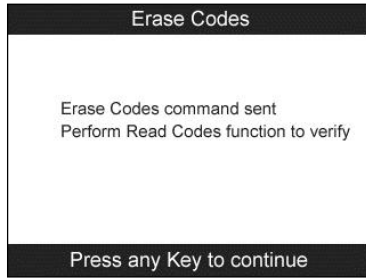 Erase Codes
Erase Codes command sent
Perform Read Codes function to verify
Press any Key to continue